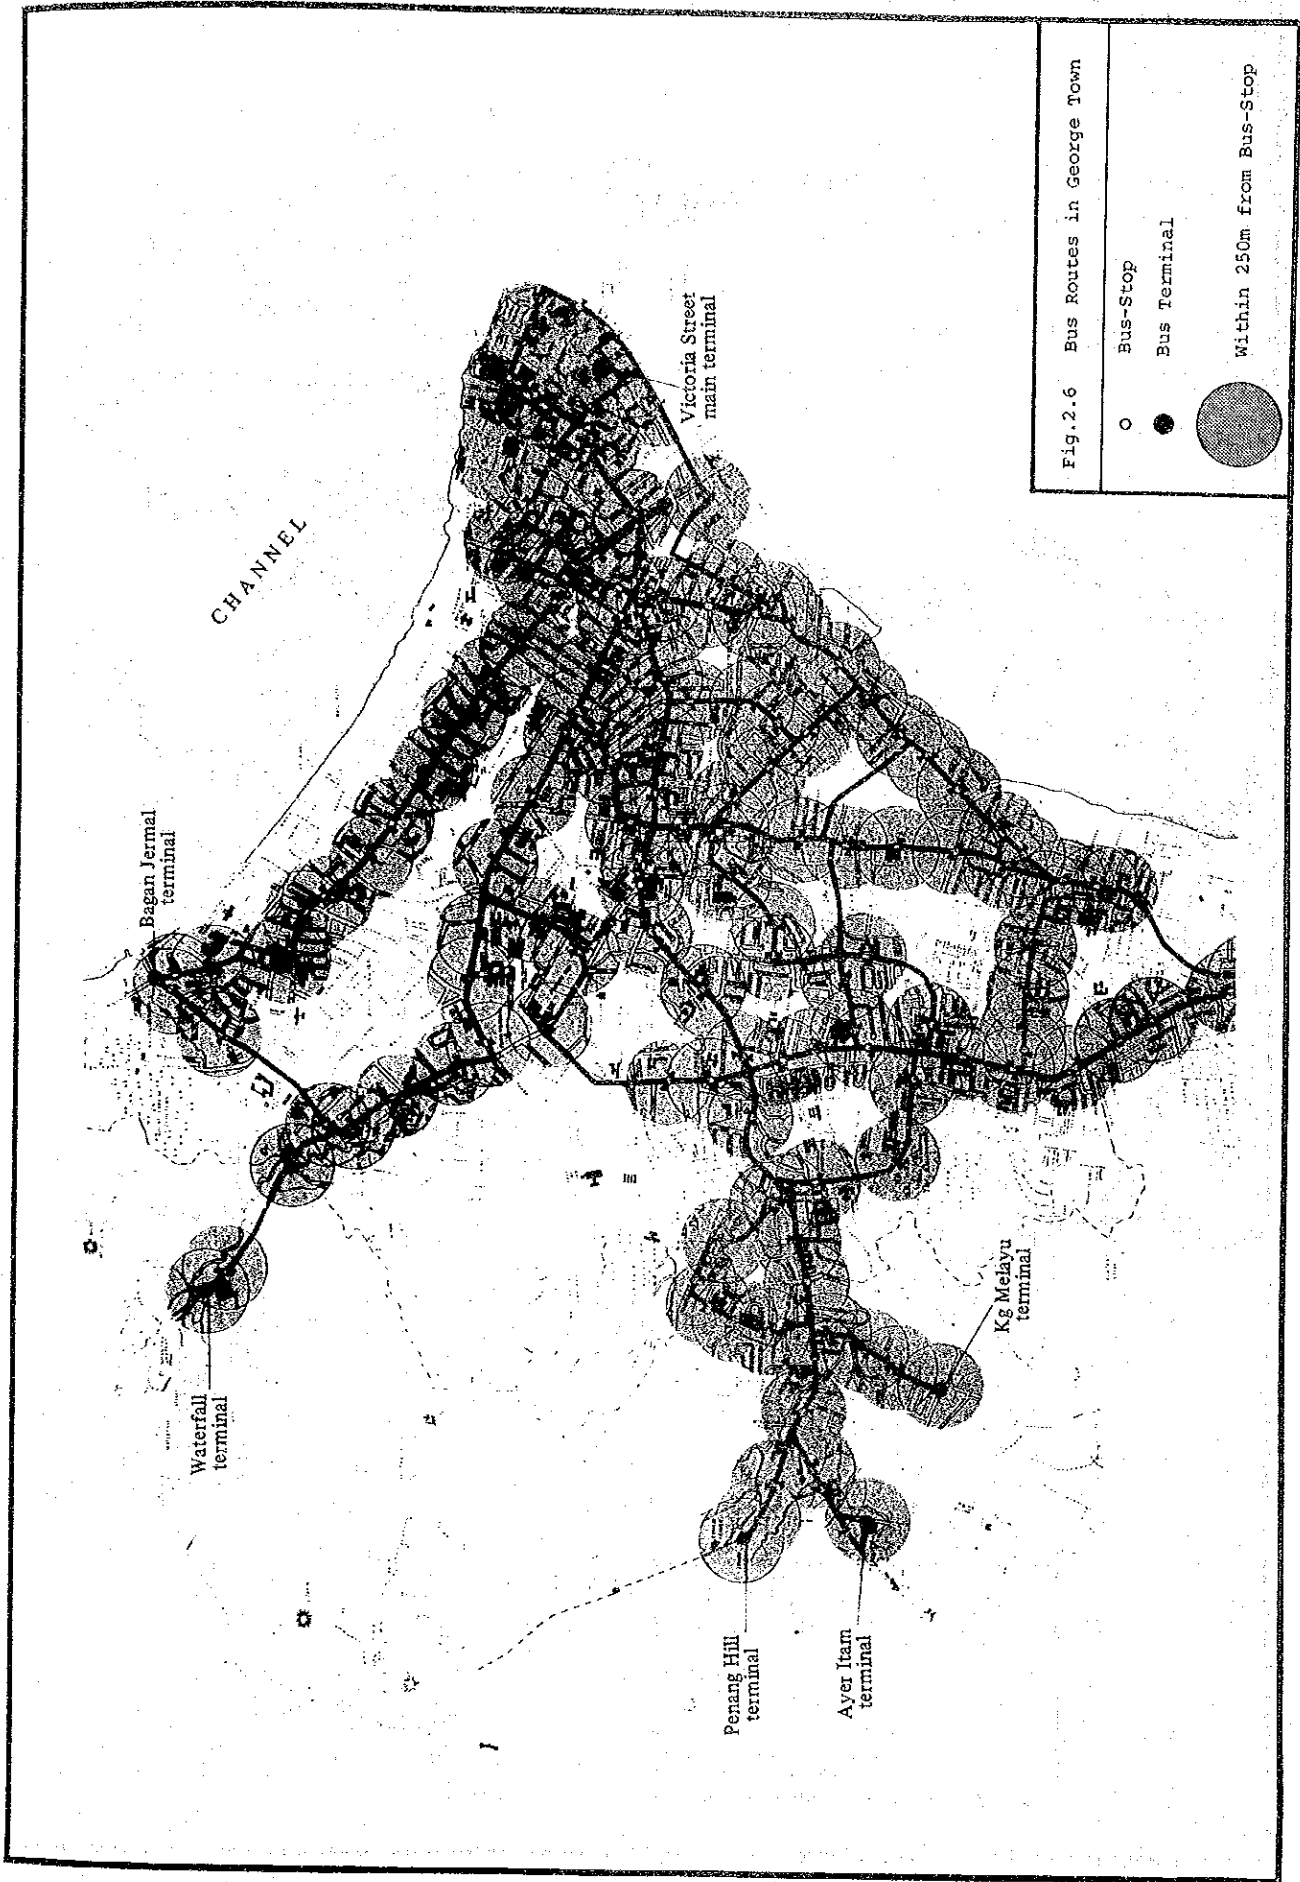 CHANNEL
Bagan Jermal
terminal
Victoria Street
main terminal
Waterfall
terminal
Kg Melayu
terminal
Penang Hill
terminal
Ayer Itam
terminal
Fig.2.6 Bus Routes in George Town
Bus-Stop
Bus Terminal
Within 250m from Bus-Stop